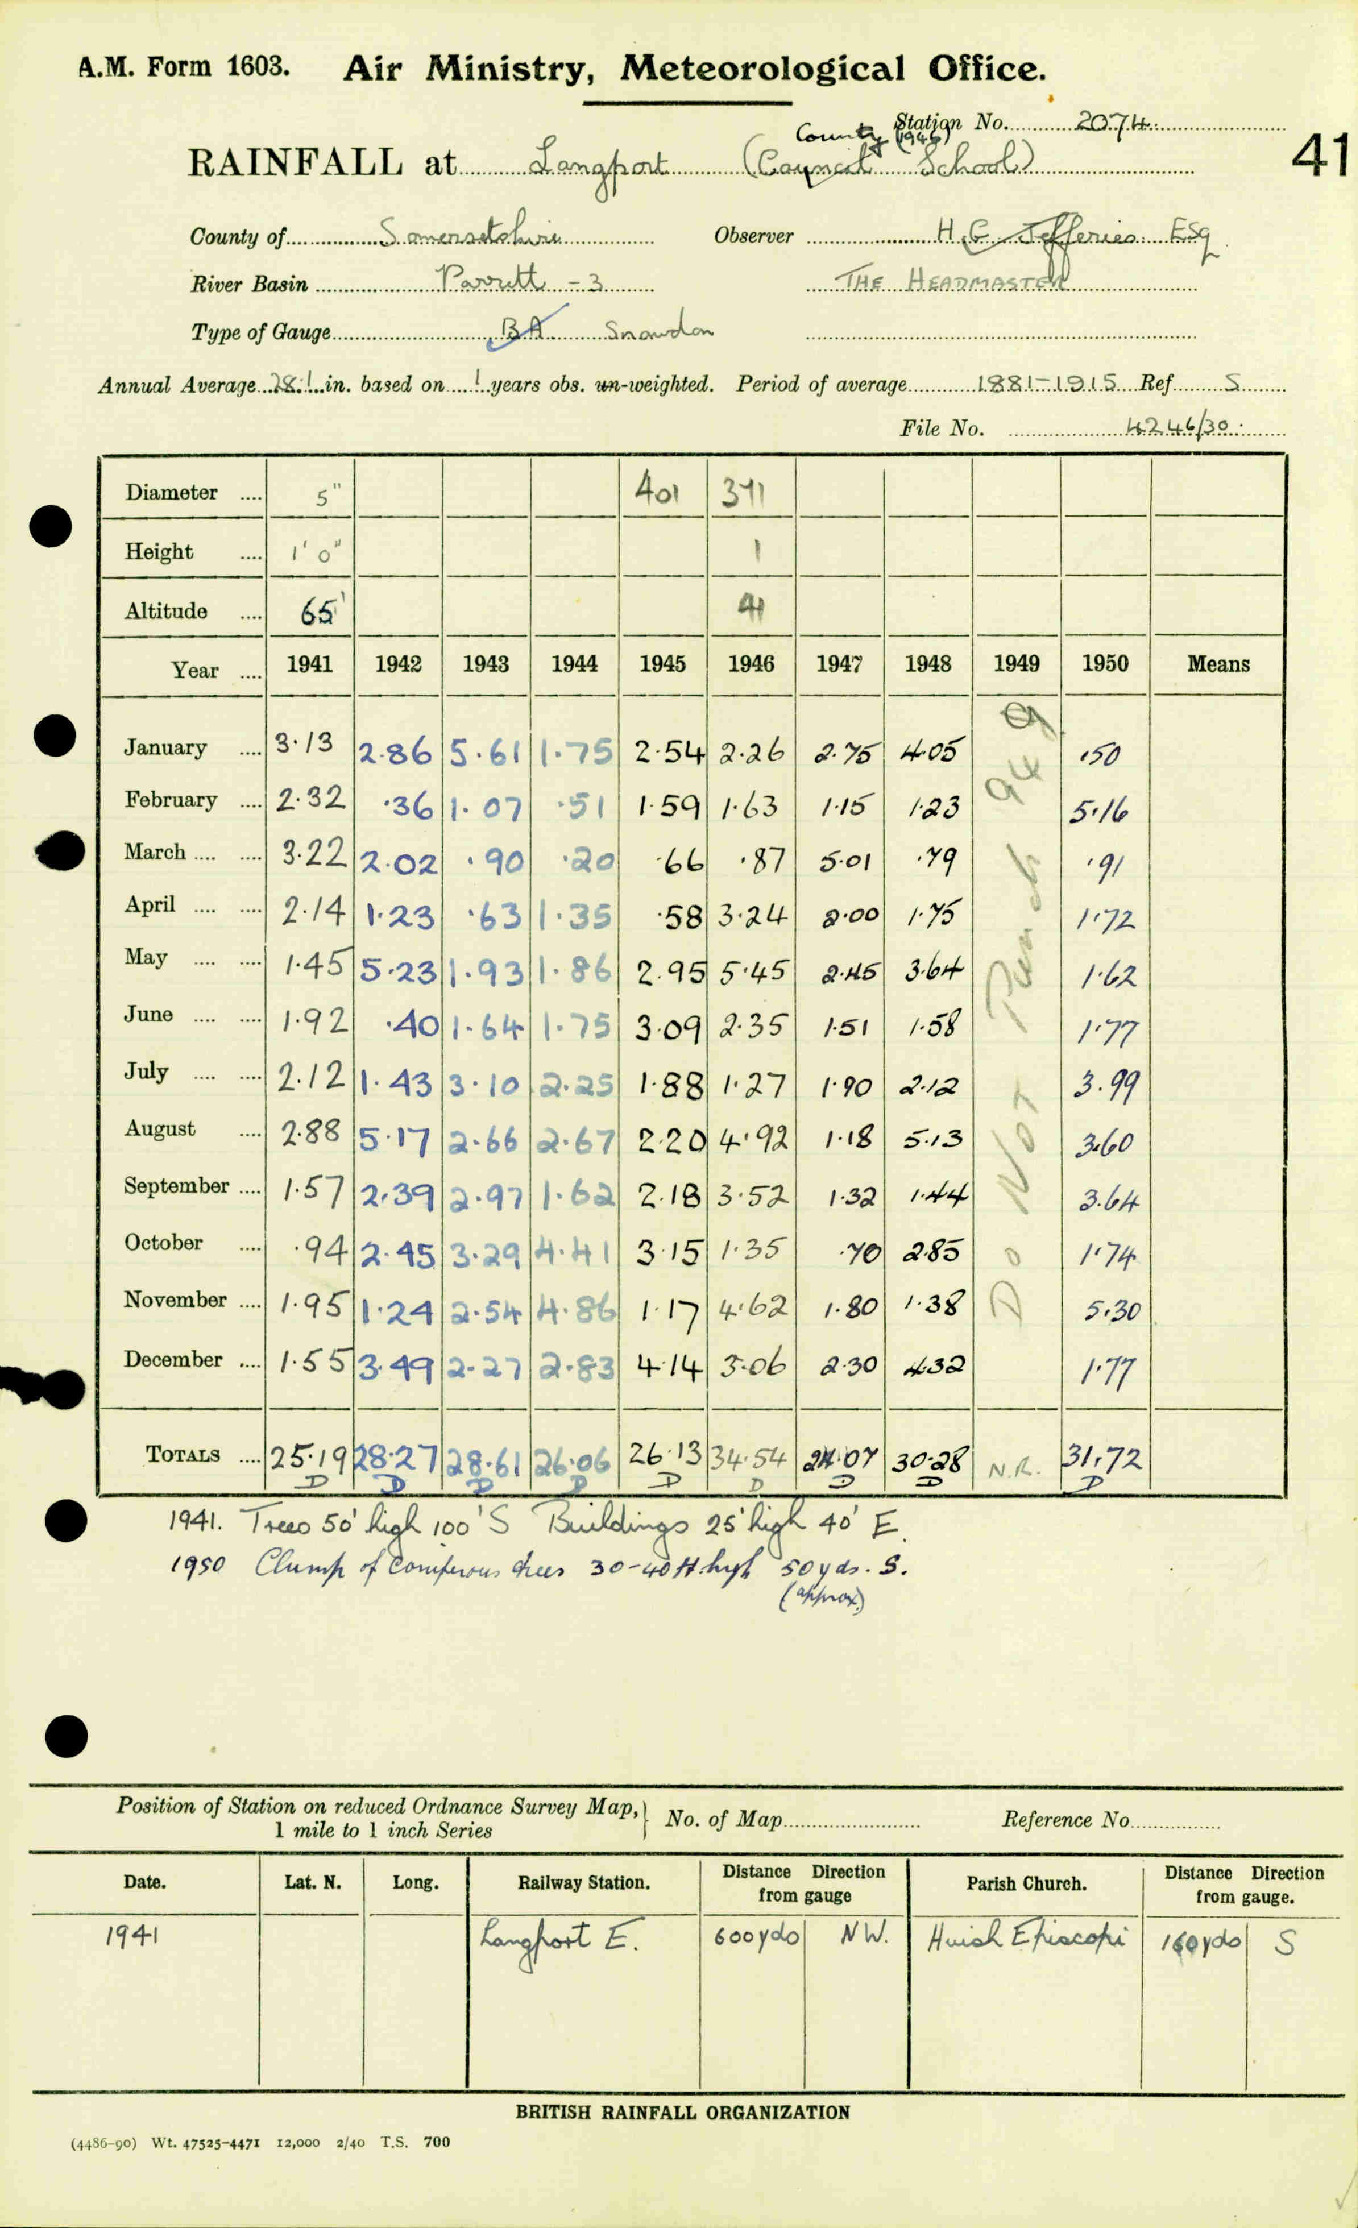 A.M. Form 1603. Air Ministry, Meteorological Office.
Station No. 2074
County (1946)
RAINFALL at Langport (Council School)
41
County of Somersetshire Observer H. G. Jefferies Esq
River Basin Parrett - 3 THE HEADMASTER
Type of Gauge BA Snowdon
Annual Average 28.1 in. based on 1 years obs. un-weighted. Period of average 1881-1915 Ref S
File No. 4246/30
Diameter .... 5" 401 371
Height .... 1' 0" 1
Altitude .... 65' 41
Year .... 1941 1942 1943 1944 1945 1946 1947 1948 1949 1950 Means
January .... 3.13 2.86 5.61 1.75 2.54 2.26 2.75 4.05 .50
February .... 2.32 .36 1.07 .51 1.59 1.63 1.15 1.23 5.16
March .... .... 3.22 2.02 .90 .20 .66 .87 5.01 .79 .91
April .... .... 2.14 1.23 .63 1.35 .58 3.24 2.00 1.75 1.72
May .... .... 1.45 5.23 1.93 1.86 2.95 5.45 2.45 3.64 1.62
June .... .... 1.92 .40 1.64 1.75 3.09 2.35 1.51 1.58 1.77
July .... .... 2.12 1.43 3.10 2.25 1.88 1.27 1.90 2.12 3.99
August .... 2.88 5.17 2.66 2.67 2.20 4.92 1.18 5.13 3.60
September .... 1.57 2.39 2.97 1.62 2.18 3.52 1.32 1.44 3.64
October .... .94 2.45 3.29 4.41 3.15 1.35 .70 2.85 1.74
November .... 1.95 1.24 2.54 4.86 1.17 4.62 1.80 1.38 5.30
December .... 1.55 3.49 2.27 2.83 4.14 3.06 2.30 4.32 1.77
Do Not Punch
TOTALS .... 25.19 28.27 28.61 26.06 26.13 34.54 24.07 30.28 N.R. 31.72
D D D D D D D D D
1941. Trees 50' high 100' S Buildings 25' high 40' E.
1950 Clump of coniferous trees 30-40 ft. high 50 yds. S.
(approx.)
Position of Station on reduced Ordnance Survey Map, 1 mile to 1 inch Series No. of Map Reference No.
Date. Lat. N. Long. Railway Station. Distance Direction from gauge Parish Church. Distance Direction from gauge.
1941 Langport E. 600 yds NW. Huish Episcopi 160 yds S
BRITISH RAINFALL ORGANIZATION
(4486-90) Wt. 47525-4471 12,000 2/40 T.S. 700